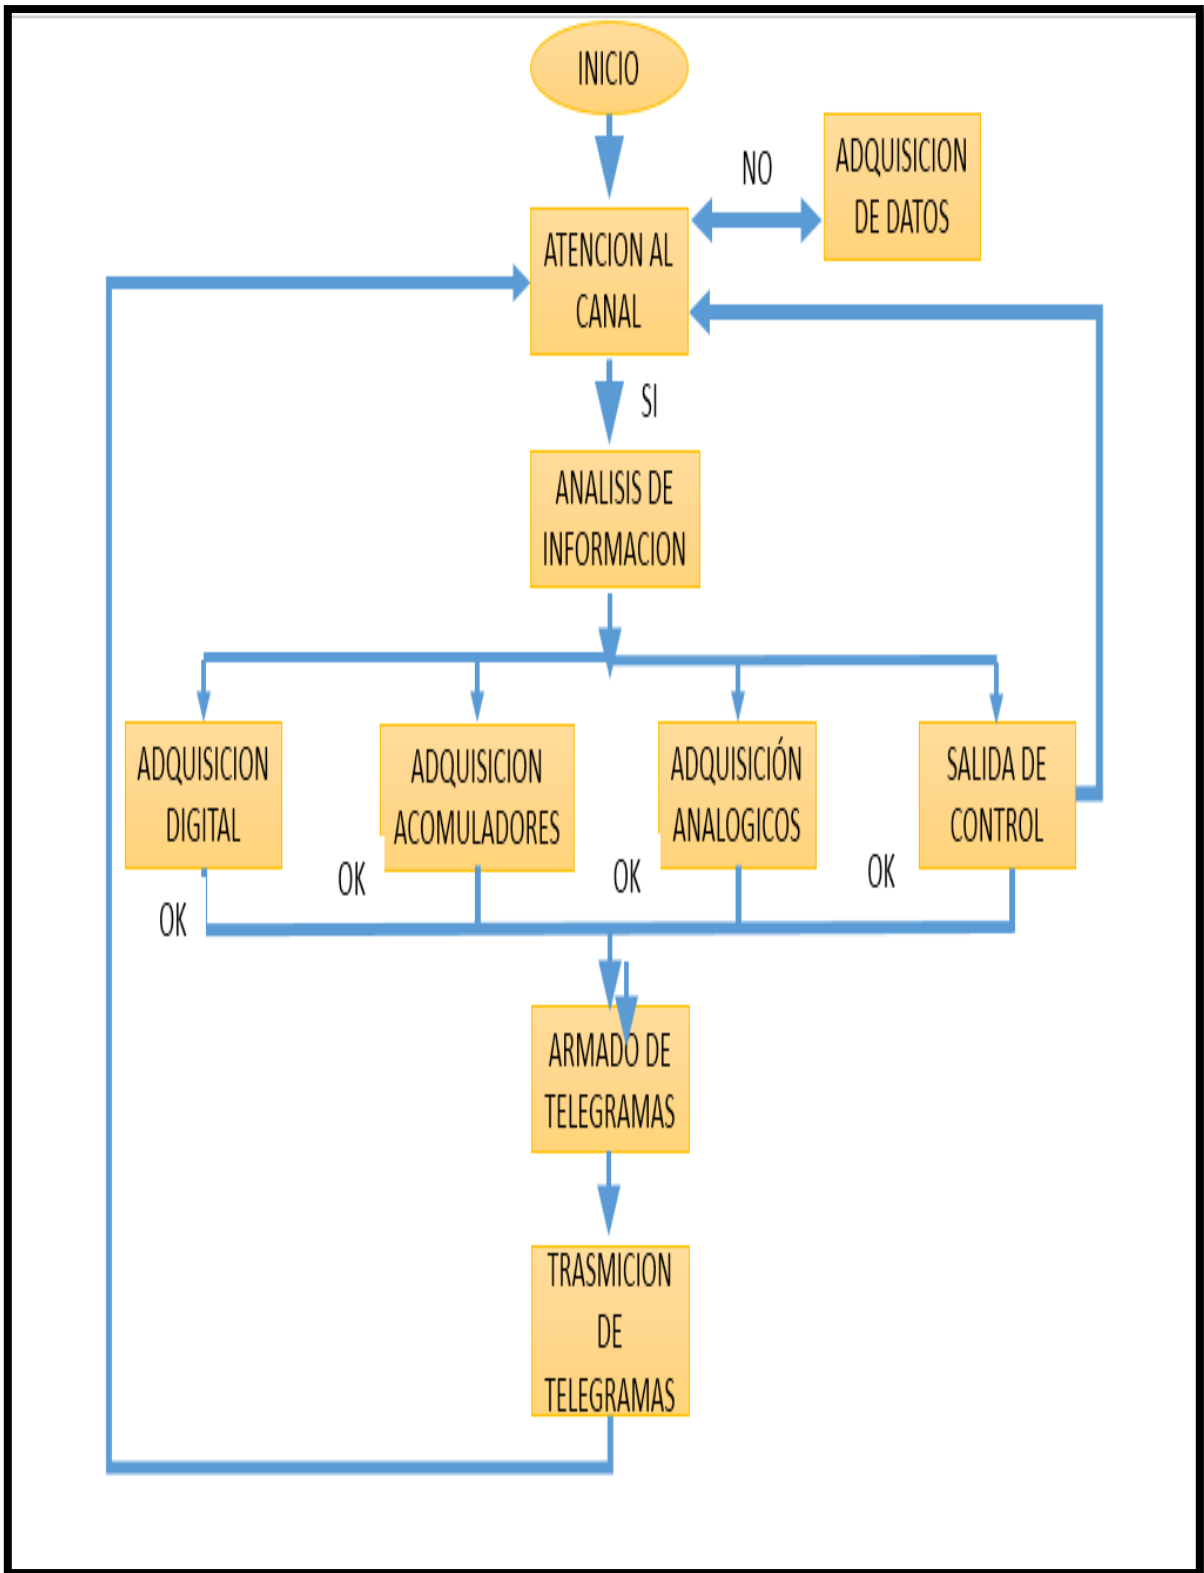 INICIO
NO
ADQUISICION
DE DATOS
ATENCION AL
CANAL
SI
ANALISIS DE
INFORMACION
ADQUISICION
DIGITAL
ADQUISICION
ACOMULADORES
ADQUISICIÓN
ANALOGICOS
SALIDA DE
CONTROL
OK
OK
OK
OK
ARMADO DE
TELEGRAMAS
TRASMICION
DE
TELEGRAMAS